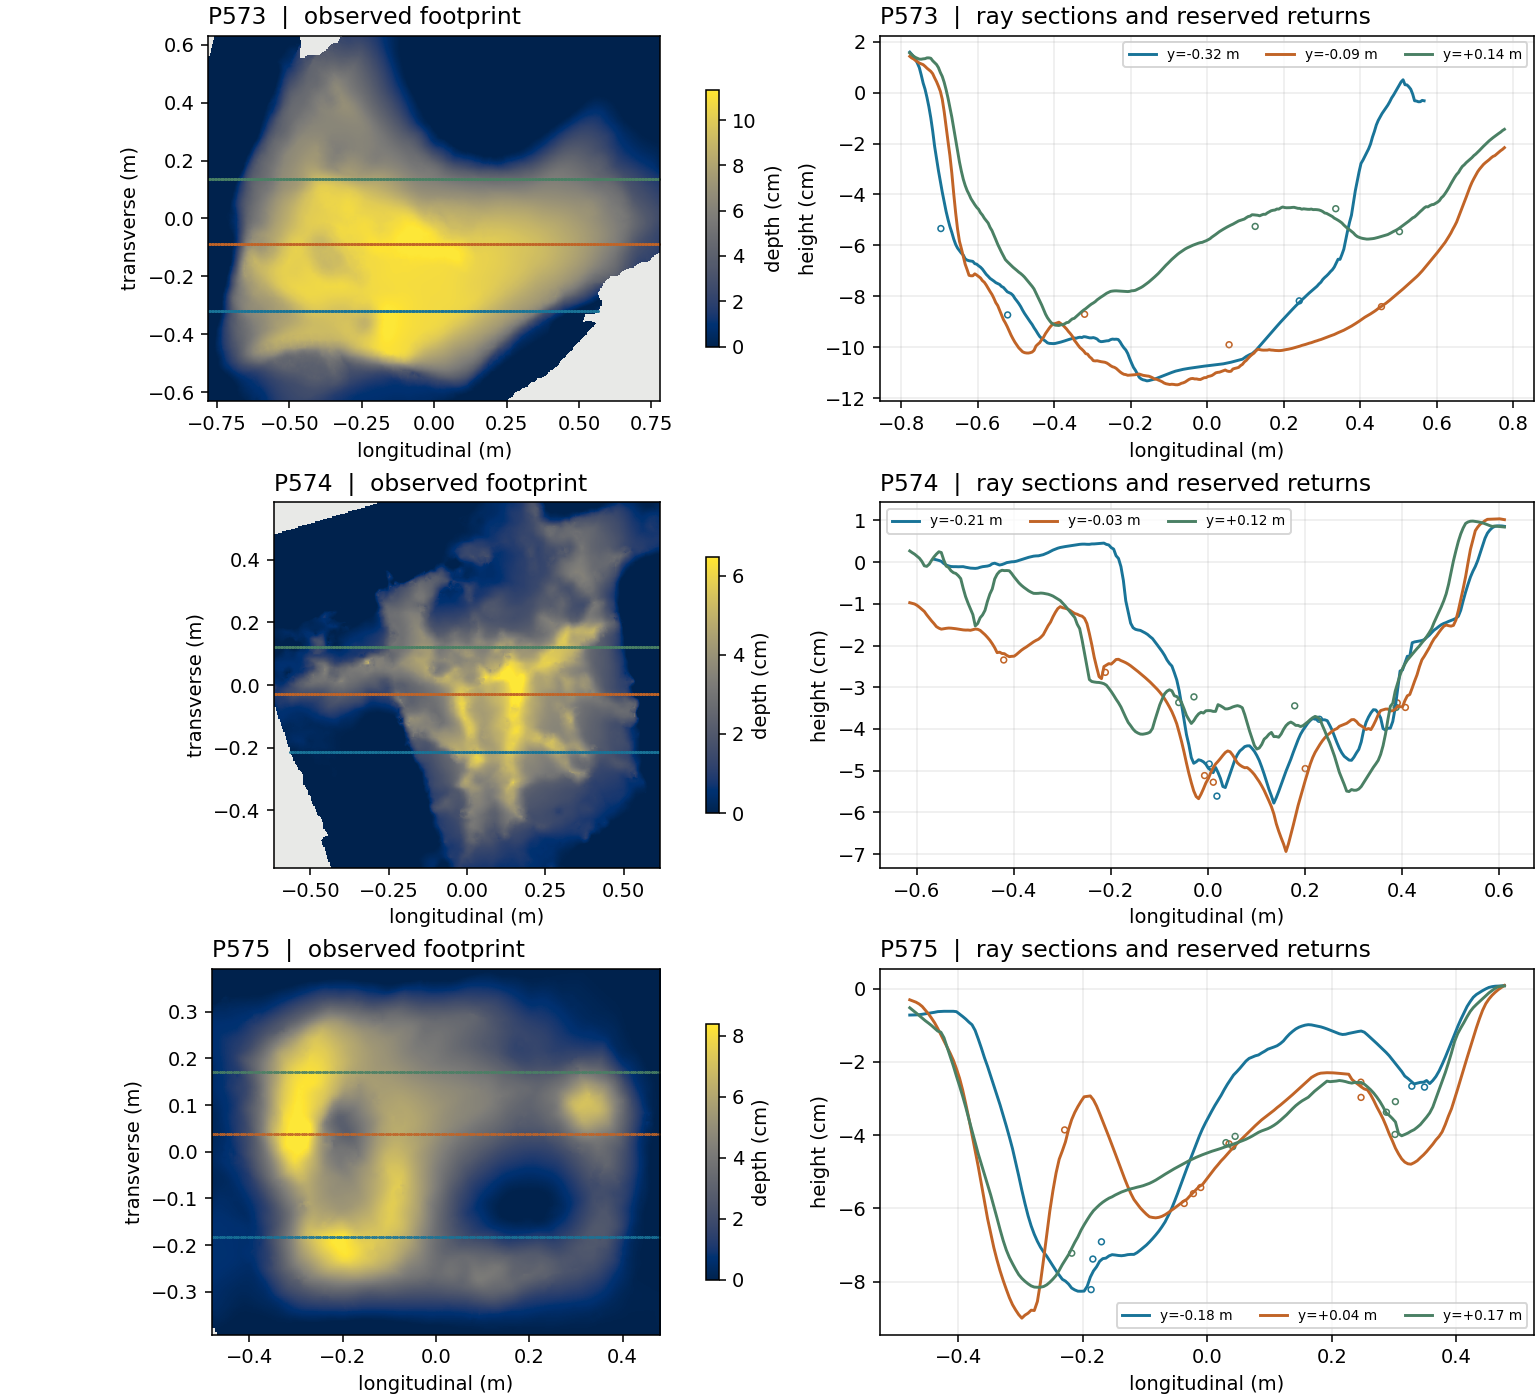 P573 | observed footprint
0.6
0.4
0.2
0.0
−0.2
−0.4
−0.6
transverse (m)
−0.75 −0.50 −0.25 0.00 0.25 0.50 0.75
longitudinal (m)
10
8
6
4
2
0
depth (cm)
P573 | ray sections and reserved returns
y=-0.32 m y=-0.09 m y=+0.14 m
2
0
−2
−4
−6
−8
−10
−12
height (cm)
−0.8 −0.6 −0.4 −0.2 0.0 0.2 0.4 0.6 0.8
longitudinal (m)
P574 | observed footprint
0.4
0.2
0.0
−0.2
−0.4
transverse (m)
−0.50 −0.25 0.00 0.25 0.50
longitudinal (m)
6
4
2
0
depth (cm)
P574 | ray sections and reserved returns
y=-0.21 m y=-0.03 m y=+0.12 m
1
0
−1
−2
−3
−4
−5
−6
−7
height (cm)
−0.6 −0.4 −0.2 0.0 0.2 0.4 0.6
longitudinal (m)
P575 | observed footprint
0.3
0.2
0.1
0.0
−0.1
−0.2
−0.3
transverse (m)
−0.4 −0.2 0.0 0.2 0.4
longitudinal (m)
8
6
4
2
0
depth (cm)
P575 | ray sections and reserved returns
0
−2
−4
−6
−8
height (cm)
y=-0.18 m y=+0.04 m y=+0.17 m
−0.4 −0.2 0.0 0.2 0.4
longitudinal (m)